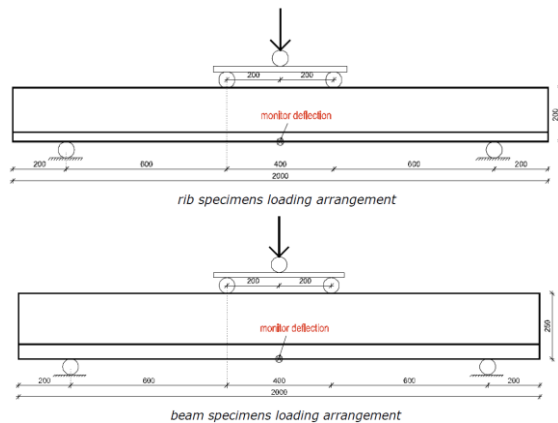 200 200
monitor deflection
200
200 600 400 600 200
2000
rib specimens loading arrangement
200 200
monitor deflection
250
200 600 400 600 200
2000
beam specimens loading arrangement